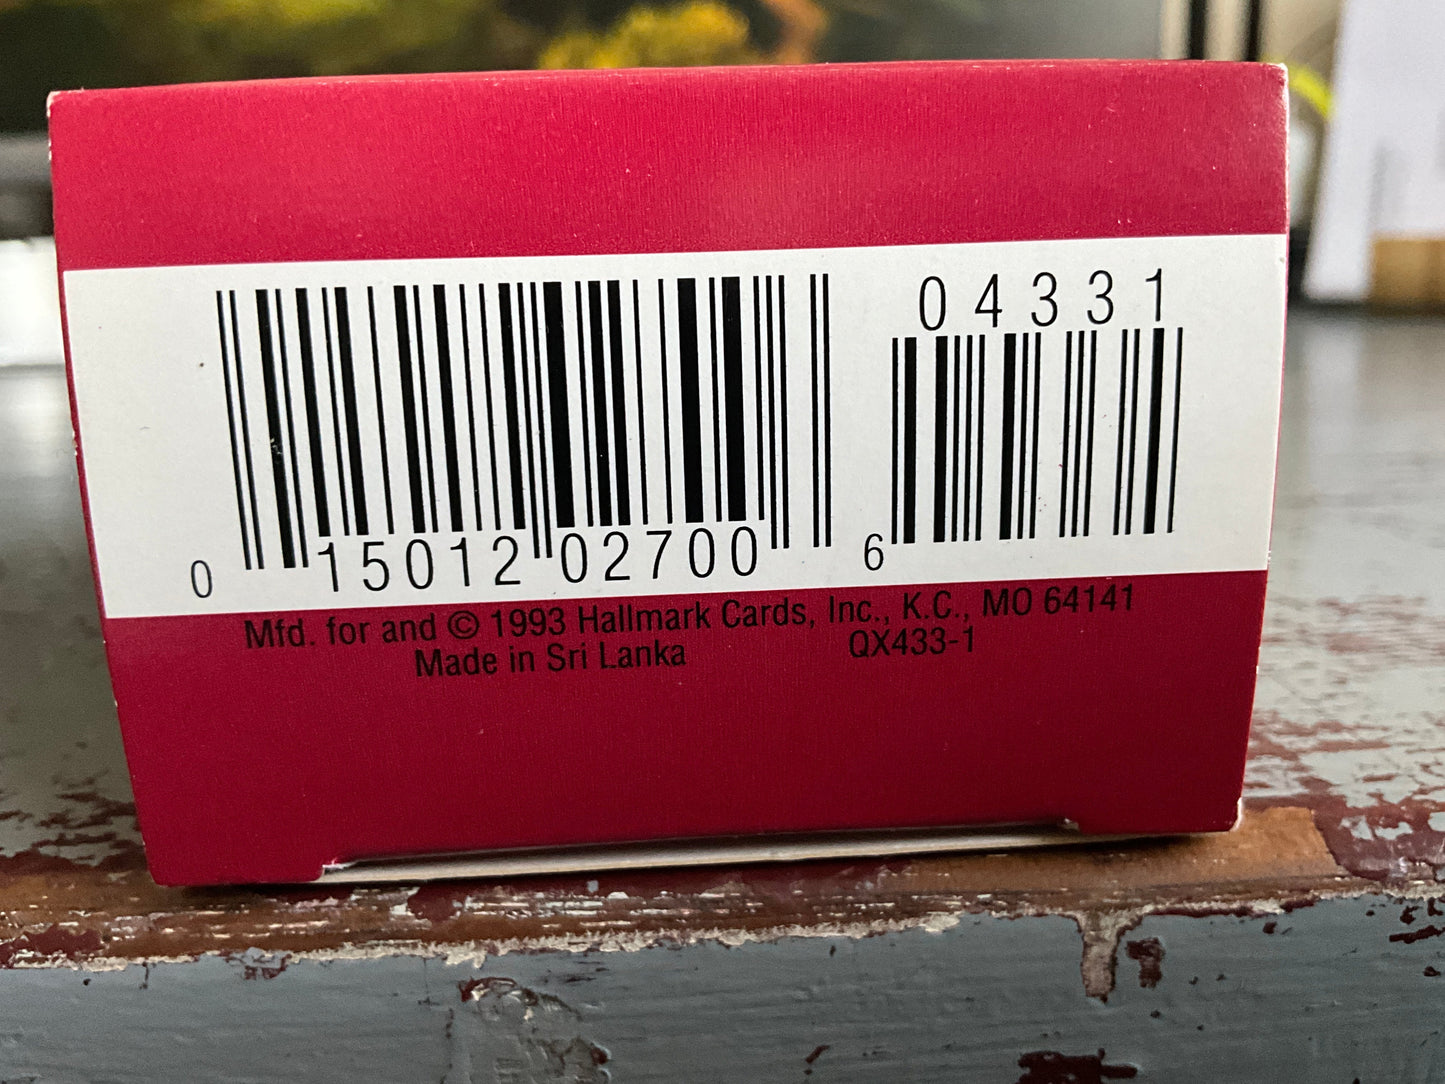 04331
0 15012 02700 6
Mfd. for and © 1993 Hallmark Cards, Inc., K.C., MO 64141
Made in Sri Lanka QX433-1